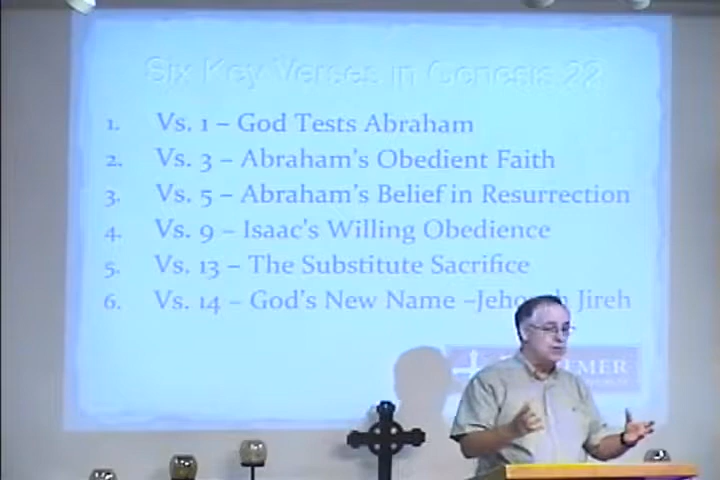 Six Key Verses in Genesis 22
1. Vs. 1 – God Tests Abraham
2. Vs. 3 – Abraham's Obedient Faith
3. Vs. 5 – Abraham's Belief in Resurrection
4. Vs. 9 – Isaac's Willing Obedience
5. Vs. 13 – The Substitute Sacrifice
6. Vs. 14 – God's New Name –Jehovah Jireh